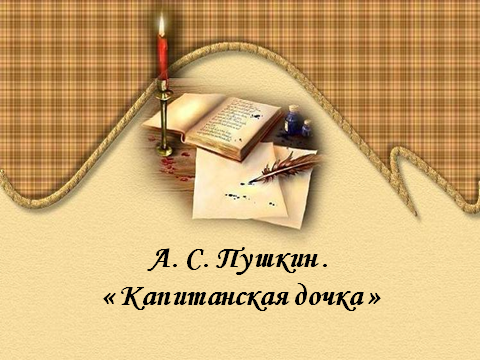 А. С. Пушкин.
« Капитанская дочка »